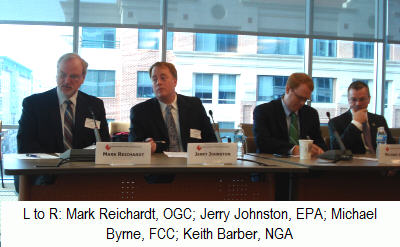 MARK REICHARDT
JERRY JOHNSTON
L to R: Mark Reichardt, OGC; Jerry Johnston, EPA; Michael
Byrne, FCC; Keith Barber, NGA